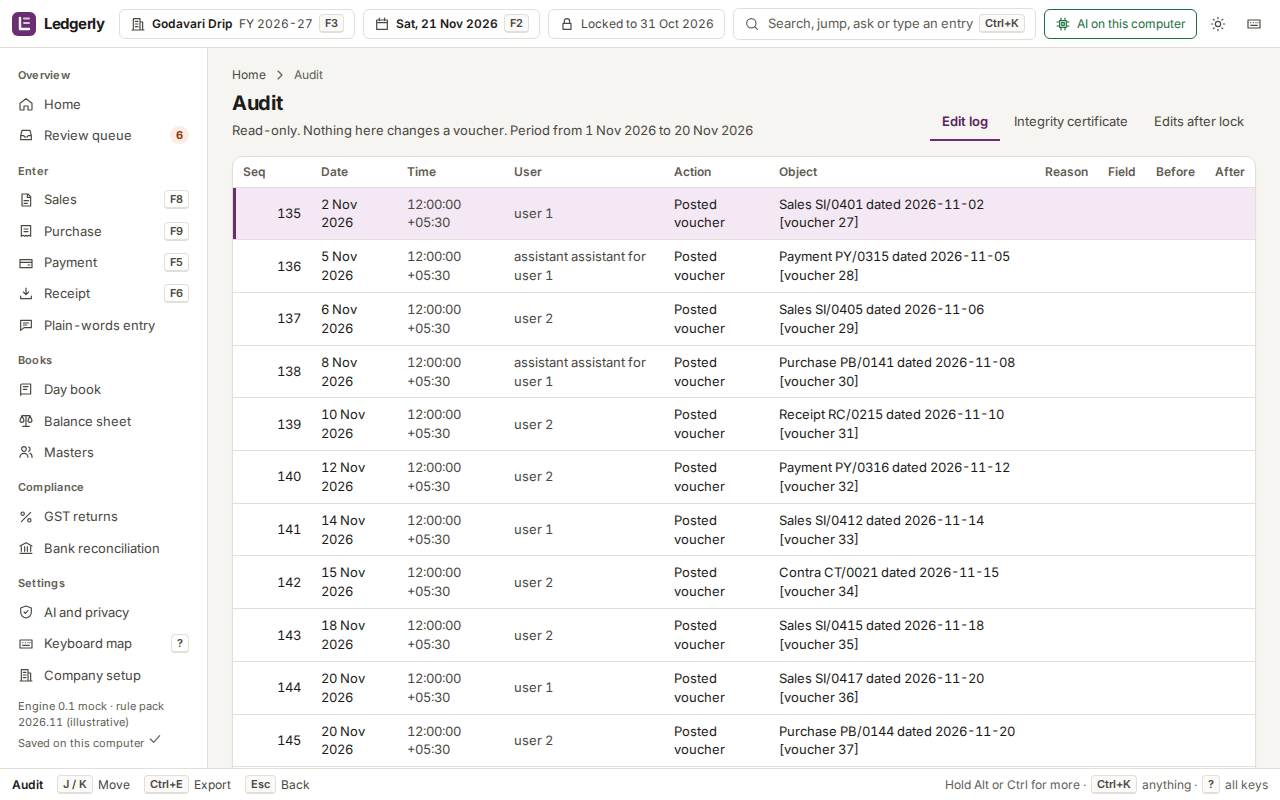 Ledgerly
Godavari Drip FY 2026-27 F3
Sat, 21 Nov 2026 F2
Locked to 31 Oct 2026
Search, jump, ask or type an entry Ctrl+K
AI on this computer
Overview
Home
Review queue 6
Enter
Sales F8
Purchase F9
Payment F5
Receipt F6
Plain-words entry
Books
Day book
Balance sheet
Masters
Compliance
GST returns
Bank reconciliation
Settings
AI and privacy
Keyboard map ?
Company setup
Engine 0.1 mock · rule pack
2026.11 (illustrative)
Saved on this computer
Home > Audit
Audit
Read-only. Nothing here changes a voucher. Period from 1 Nov 2026 to 20 Nov 2026
Edit log Integrity certificate Edits after lock
Seq Date Time User Action Object Reason Field Before After
135 2 Nov 2026 12:00:00 +05:30 user 1 Posted voucher Sales SI/0401 dated 2026-11-02 [voucher 27]
136 5 Nov 2026 12:00:00 +05:30 assistant assistant for user 1 Posted voucher Payment PY/0315 dated 2026-11-05 [voucher 28]
137 6 Nov 2026 12:00:00 +05:30 user 2 Posted voucher Sales SI/0405 dated 2026-11-06 [voucher 29]
138 8 Nov 2026 12:00:00 +05:30 assistant assistant for user 1 Posted voucher Purchase PB/0141 dated 2026-11-08 [voucher 30]
139 10 Nov 2026 12:00:00 +05:30 user 2 Posted voucher Receipt RC/0215 dated 2026-11-10 [voucher 31]
140 12 Nov 2026 12:00:00 +05:30 user 2 Posted voucher Payment PY/0316 dated 2026-11-12 [voucher 32]
141 14 Nov 2026 12:00:00 +05:30 user 1 Posted voucher Sales SI/0412 dated 2026-11-14 [voucher 33]
142 15 Nov 2026 12:00:00 +05:30 user 2 Posted voucher Contra CT/0021 dated 2026-11-15 [voucher 34]
143 18 Nov 2026 12:00:00 +05:30 user 2 Posted voucher Sales SI/0415 dated 2026-11-18 [voucher 35]
144 20 Nov 2026 12:00:00 +05:30 user 1 Posted voucher Sales SI/0417 dated 2026-11-20 [voucher 36]
145 20 Nov 2026 12:00:00 +05:30 user 2 Posted voucher Purchase PB/0144 dated 2026-11-20 [voucher 37]
Audit J / K Move Ctrl+E Export Esc Back
Hold Alt or Ctrl for more · Ctrl+K anything · ? all keys